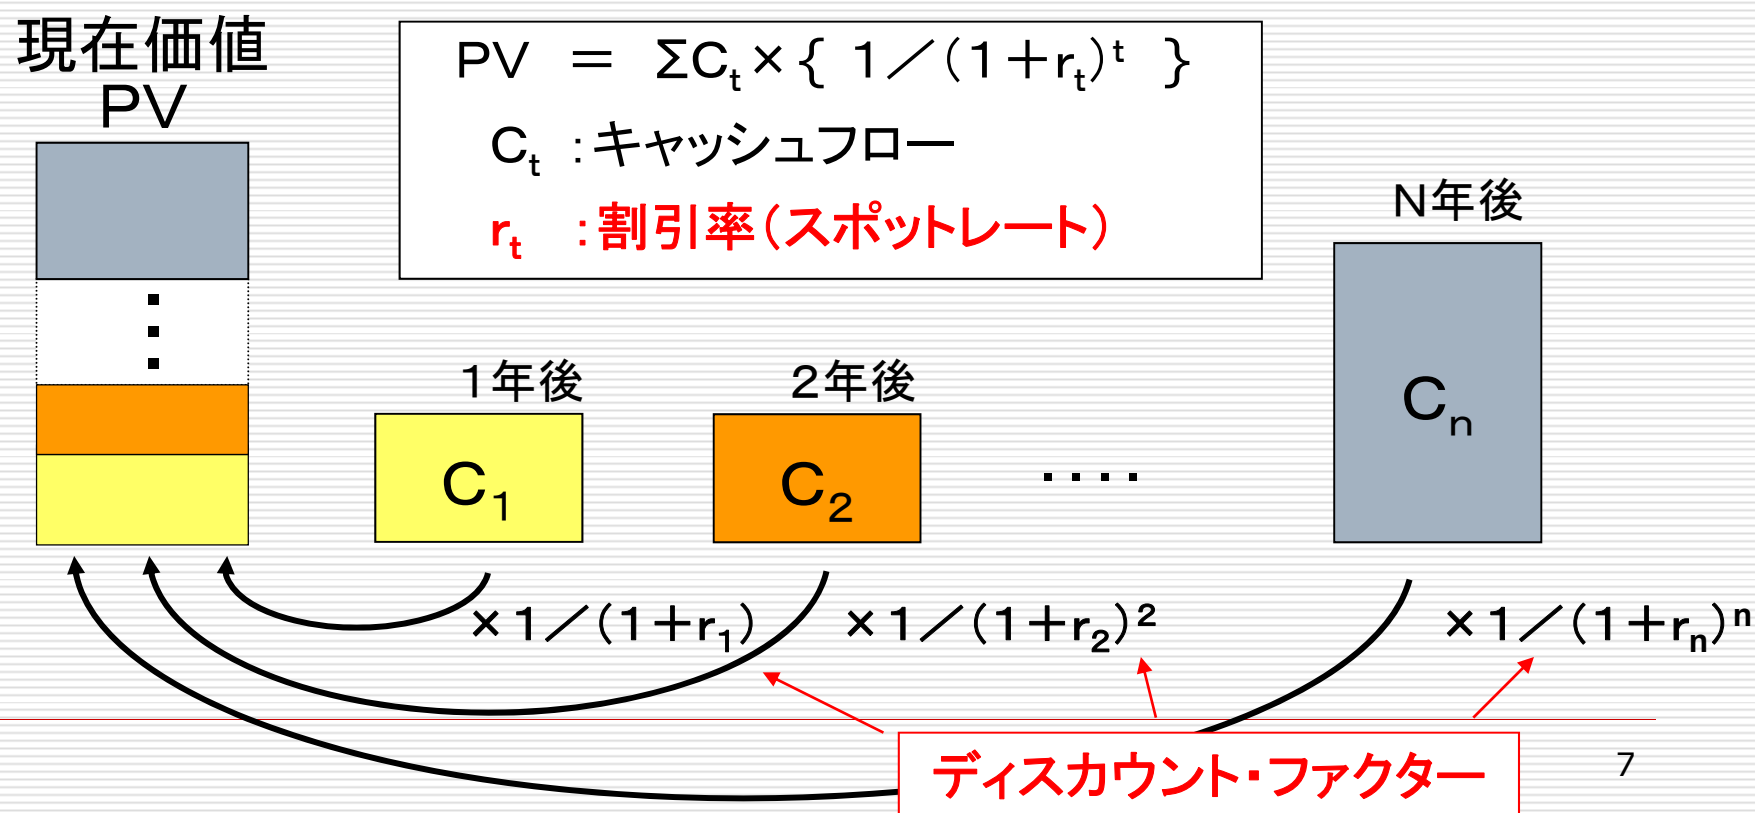 現在価値
PV
PV ＝ ΣCt×{ 1／(1＋rt)t }
Ct ：キャッシュフロー
rt ：割引率(スポットレート)
N年後
1年後
2年後
C1
C2
‥‥
Cn
×1／(1＋r1)
×1／(1＋r2)2
×1／(1＋rn)n
ディスカウント・ファクター
7